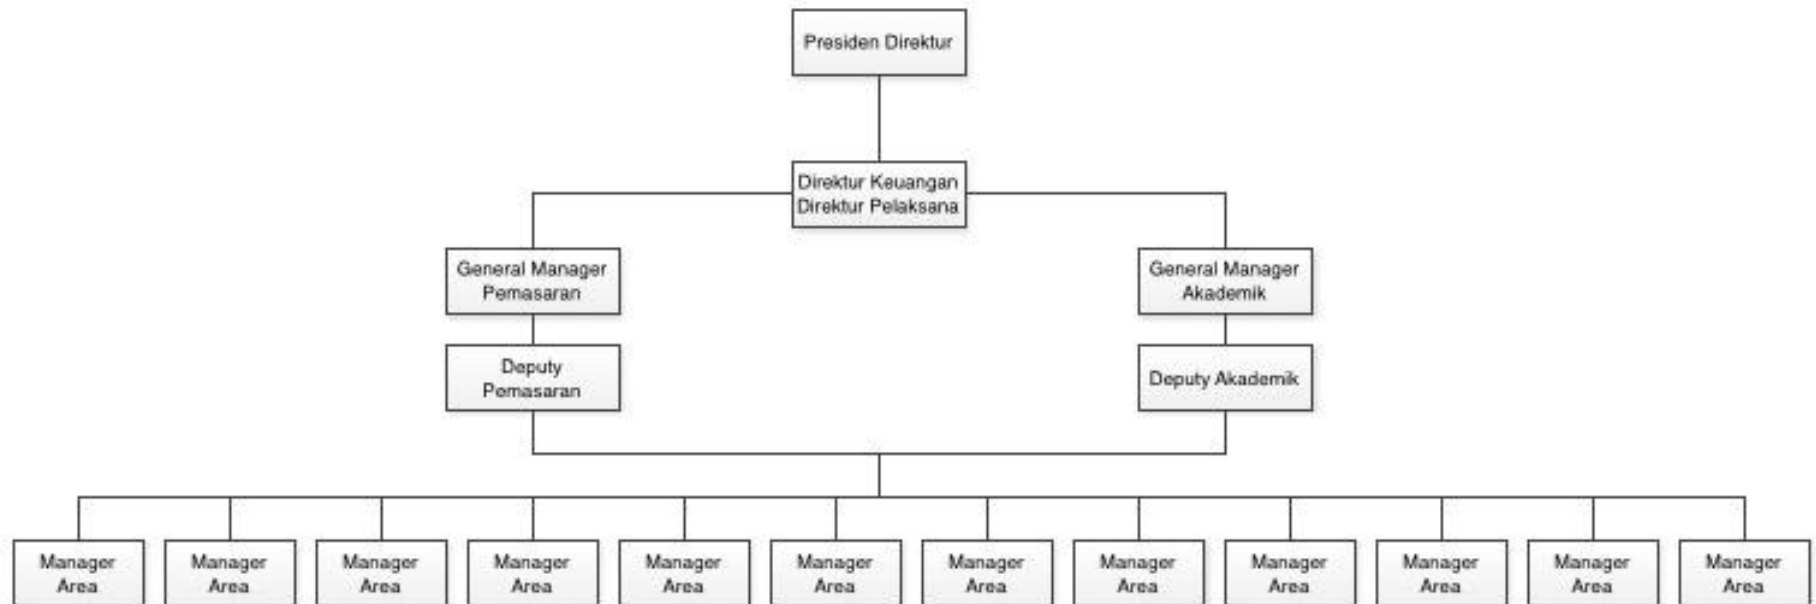 Presiden Direktur
Direktur Keuangan
Direktur Pelaksana
General Manager
Pemasaran
General Manager
Akademik
Deputy
Pemasaran
Deputy Akademik
Manager
Area
Manager
Area
Manager
Area
Manager
Area
Manager
Area
Manager
Area
Manager
Area
Manager
Area
Manager
Area
Manager
Area
Manager
Area
Manager
Area